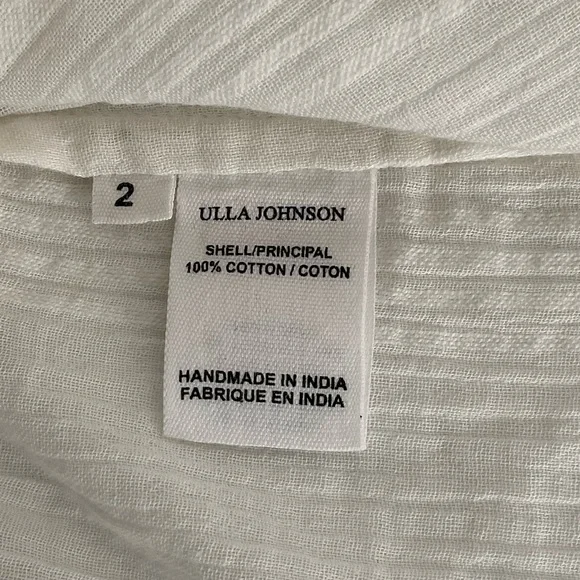 2
ULLA JOHNSON
SHELL/PRINCIPAL
100% COTTON / COTON
HANDMADE IN INDIA
FABRIQUE EN INDIA